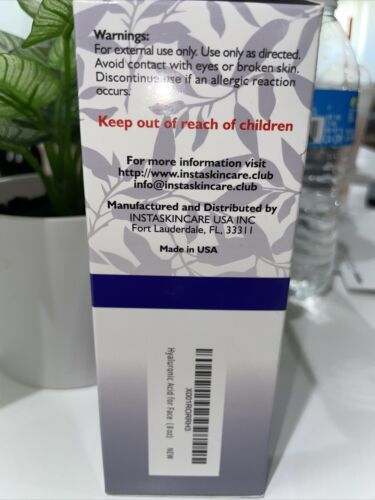 Warnings:
For external use only. Use only as directed.
Avoid contact with eyes or broken skin.
Discontinue use if an allergic reaction
occurs.
Keep out of reach of children
For more information visit
http://www.instaskincare.club
info@instaskincare.club
Manufactured and Distributed by
INSTASKINCARE USA INC
Fort Lauderdale, FL, 33311
Made in USA
Hyaluronic Acid for Face (8 oz) NEW